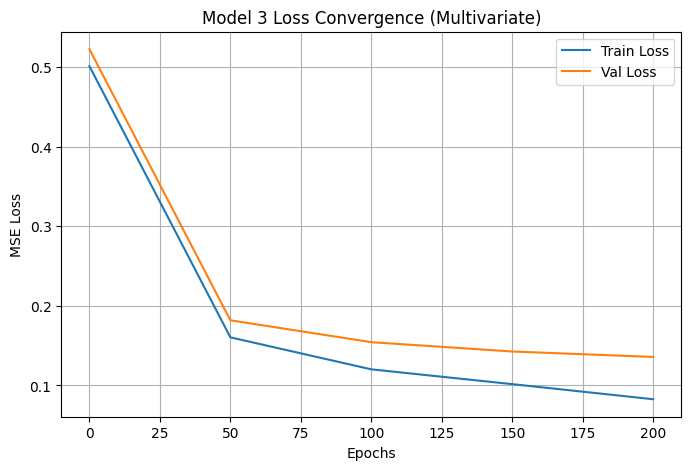 Model 3 Loss Convergence (Multivariate)
Train Loss
Val Loss
0.5
0.4
0.3
0.2
0.1
MSE Loss
0 25 50 75 100 125 150 175 200
Epochs